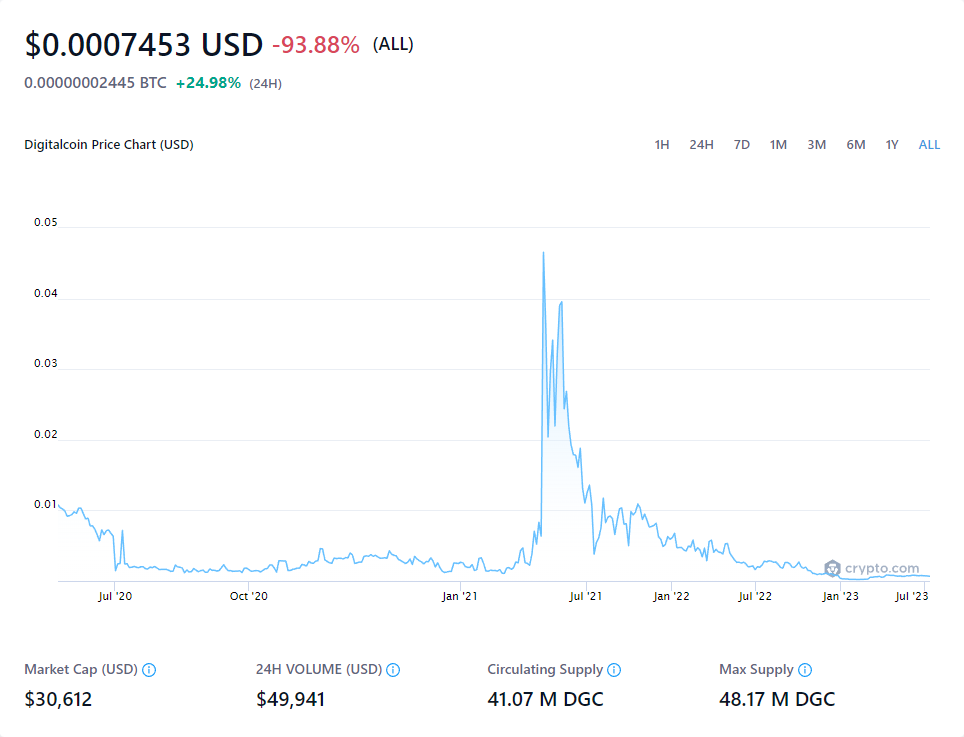 $0.0007453 USD -93.88% (ALL)
0.00000002445 BTC +24.98% (24H)
Digitalcoin Price Chart (USD) 1H 24H 7D 1M 3M 6M 1Y ALL
0.05
0.04
0.03
0.02
0.01
crypto.com
Jul '20 Oct '20 Jan '21 Jul '21 Jan '22 Jul '22 Jan '23 Jul '23
Market Cap (USD) 24H VOLUME (USD) Circulating Supply Max Supply
$30,612 $49,941 41.07 M DGC 48.17 M DGC